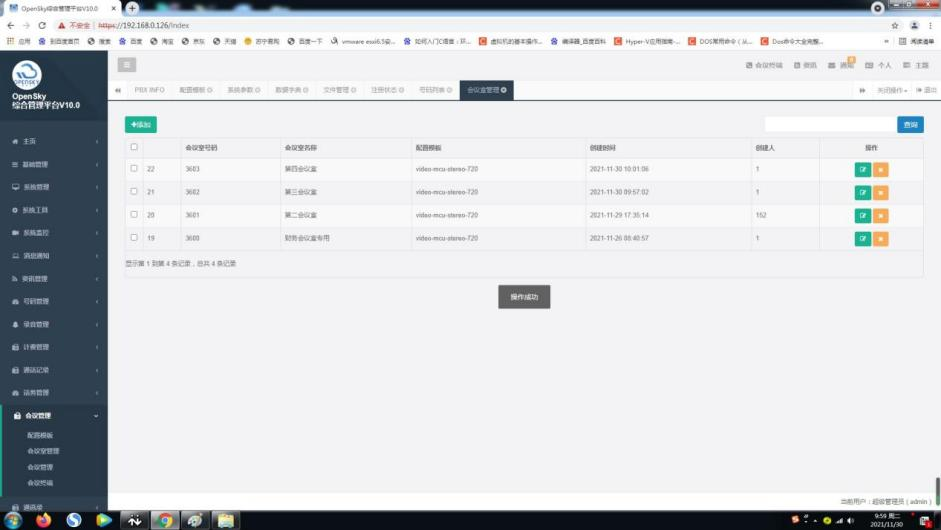 OpenSky综合管理平台V10.0
不安全 | https://192.168.0.126/Index
应用 到百度首页 搜索 百度 淘宝 京东 天猫 苏宁易购 百度一下 vmware esxi6.5安... 如何入门C语言：环... 虚拟机的基本操作... 编译器_百度百科 Hyper-V应用指南-... DOS常用命令（从... Dos命令大全完整... » 阅读清单
OPENSKY
OpenSky
综合管理平台V10.0
会议终端 资讯 通知 个人 主题
PBX INFO 配置模板 系统参数 数据字典 文件管理 注册状态 号码列表 会议室管理 关闭操作 退出
主页
基础管理
系统管理
系统工具
系统监控
消息通知
资讯管理
号码管理
录音管理
计费管理
通话记录
话务管理
会议管理
配置模板
会议室管理
会议管理
会议终端
通讯录
+添加 查询
会议室号码 会议室名称 配置模板 创建时间 创建人 操作
22 3603 第四会议室 video-mcu-stereo-720 2021-11-30 10:01:06 1
21 3602 第三会议室 video-mcu-stereo-720 2021-11-30 09:57:02 1
20 3601 第二会议室 video-mcu-stereo-720 2021-11-29 17:35:14 152
19 3600 财务会议室专用 video-mcu-stereo-720 2021-11-26 08:40:57 1
显示第 1 到第 4 条记录，总共 4 条记录
操作成功
当前用户：超级管理员（admin）
9:59 周二
2021/11/30